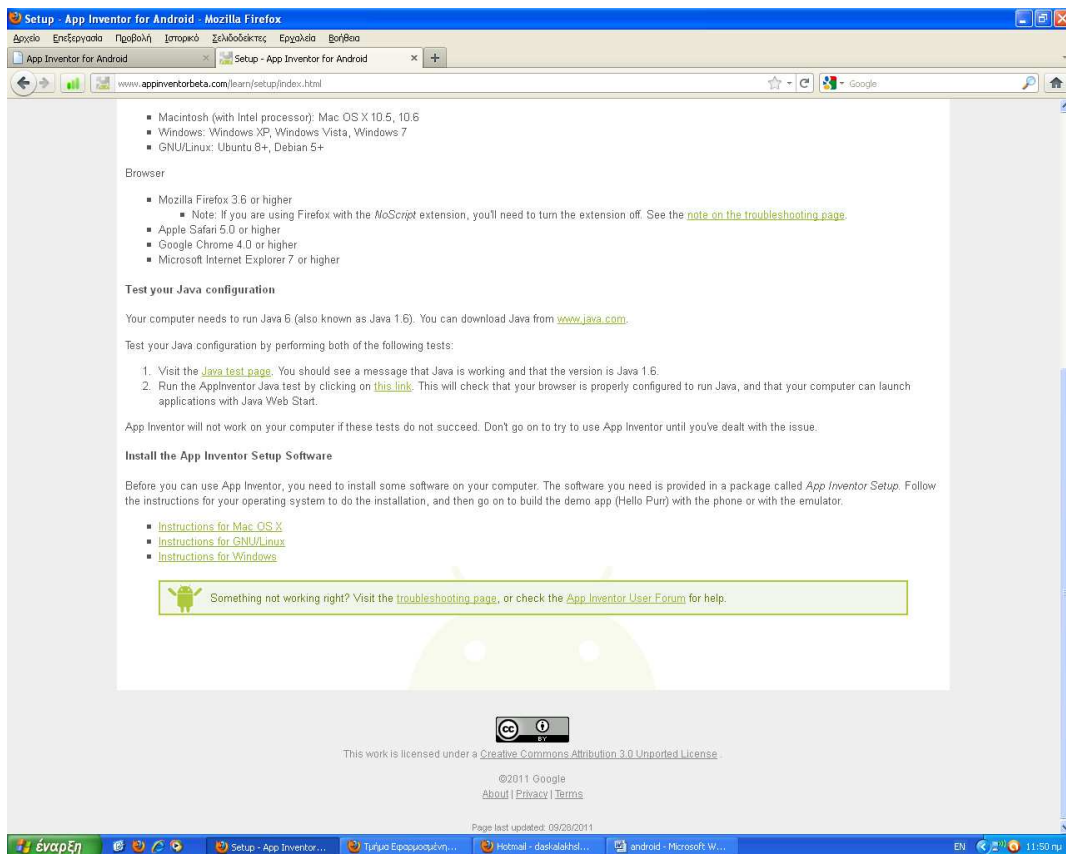 Setup - App Inventor for Android - Mozilla Firefox
Αρχείο Επεξεργασία Προβολή Ιστορικό Σελιδοδείκτες Εργαλεία Βοήθεια
App Inventor for Android
Setup - App Inventor for Android
www.appinventorbeta.com/learn/setup/index.html
Google
Macintosh (with Intel processor): Mac OS X 10.5, 10.6
Windows: Windows XP, Windows Vista, Windows 7
GNU/Linux: Ubuntu 8+, Debian 5+
Browser
Mozilla Firefox 3.6 or higher
Note: If you are using Firefox with the NoScript extension, you'll need to turn the extension off. See the note on the troubleshooting page.
Apple Safari 5.0 or higher
Google Chrome 4.0 or higher
Microsoft Internet Explorer 7 or higher
Test your Java configuration
Your computer needs to run Java 6 (also known as Java 1.6). You can download Java from www.java.com.
Test your Java configuration by performing both of the following tests:
1. Visit the Java test page. You should see a message that Java is working and that the version is Java 1.6.
2. Run the AppInventor Java test by clicking on this link. This will check that your browser is properly configured to run Java, and that your computer can launch
applications with Java Web Start.
App Inventor will not work on your computer if these tests do not succeed. Don't go on to try to use App Inventor until you've dealt with the issue.
Install the App Inventor Setup Software
Before you can use App Inventor, you need to install some software on your computer. The software you need is provided in a package called App Inventor Setup. Follow
the instructions for your operating system to do the installation, and then go on to build the demo app (Hello Purr) with the phone or with the emulator.
Instructions for Mac OS X
Instructions for GNU/Linux
Instructions for Windows
Something not working right? Visit the troubleshooting page, or check the App Inventor User Forum for help.
cc BY
This work is licensed under a Creative Commons Attribution 3.0 Unported License .
©2011 Google
About | Privacy | Terms
Page last updated: 09/28/2011
έναρξη
Setup - App Inventor...
Τμήμα Εφαρμοσμένη...
Hotmail - daskalakhsl...
android - Microsoft W...
EN
11:50 πμ